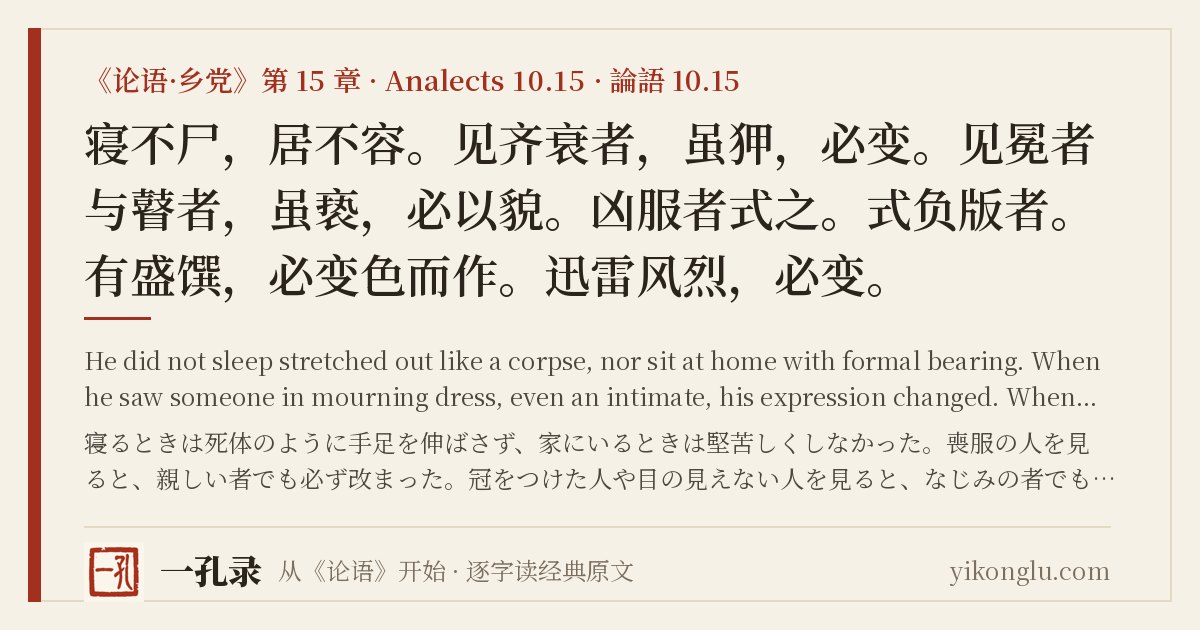 《论语·乡党》第 15 章 · Analects 10.15 · 論語 10.15
寝不尸，居不容。见齐衰者，虽狎，必变。见冕者
与瞽者，虽亵，必以貌。凶服者式之。式负版者。
有盛馔，必变色而作。迅雷风烈，必变。
He did not sleep stretched out like a corpse, nor sit at home with formal bearing. When
he saw someone in mourning dress, even an intimate, his expression changed. When…
寝るときは死体のように手足を伸ばさず、家にいるときは堅苦しくしなかった。喪服の人を見
ると、親しい者でも必ず改まった。冠をつけた人や目の見えない人を見ると、なじみの者でも…
一孔
一孔录
从《论语》开始 · 逐字读经典原文
yikonglu.com